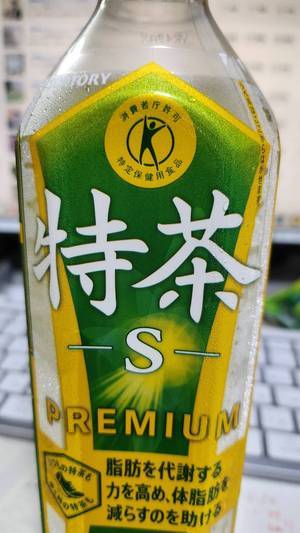 SUNTORY
消費者庁許可
特定保健用食品
特茶
S
PREMIUM
脂肪を代謝する
力を高め、体脂肪を
減らすのを助ける